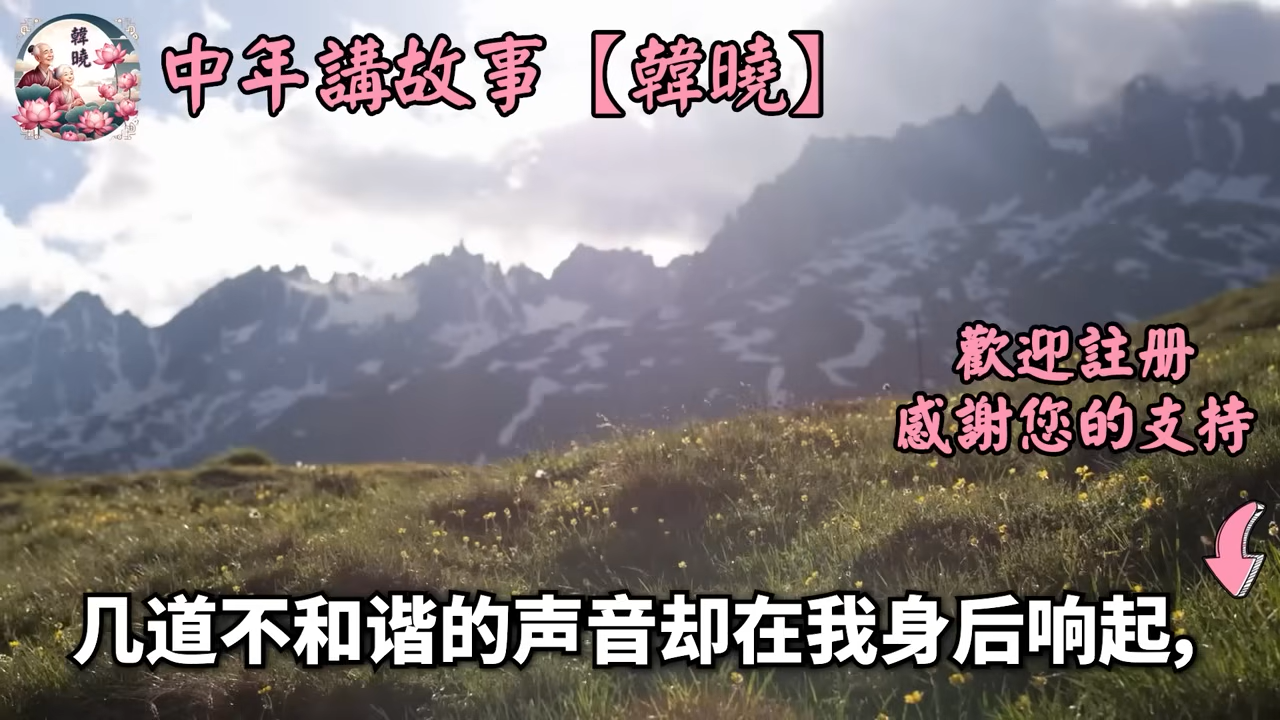 韓
曉
中年講故事【韓曉】
歡迎註册
感謝您的支持
几道不和谐的声音却在我身后响起,